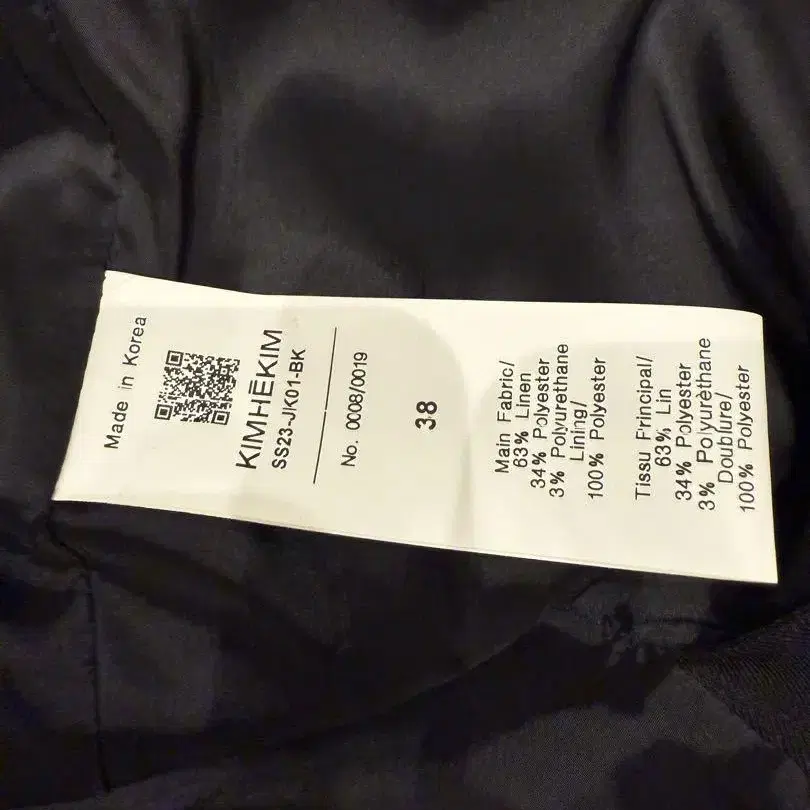 Made in Korea
KIMHĒKIM
SS23-JK01-BK
No. 0008/0019
38
Main Fabric/
63% Linen
34% Polyester
3% Polyurethane
Lining/
100% Polyester
Tissu Principal/
63% Lin
34% Polyester
3% Polyurèthane
Doublure/
100% Polyester